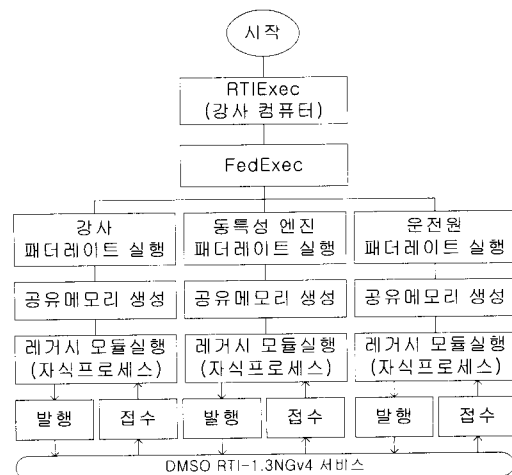 시작
RTIExec
(강사 컴퓨터)
FedExec
강사
패더레이트 실행
동특성 엔진
패더레이트 실행
운전원
패더레이트 실행
공유메모리 생성
공유메모리 생성
공유메모리 생성
레거시 모듈실행
(자식프로세스)
레거시 모듈실행
(자식프로세스)
레거시 모듈실행
(자식프로세스)
발행
접수
발행
접수
발행
접수
DMSO RTI-1.3NGv4 서비스